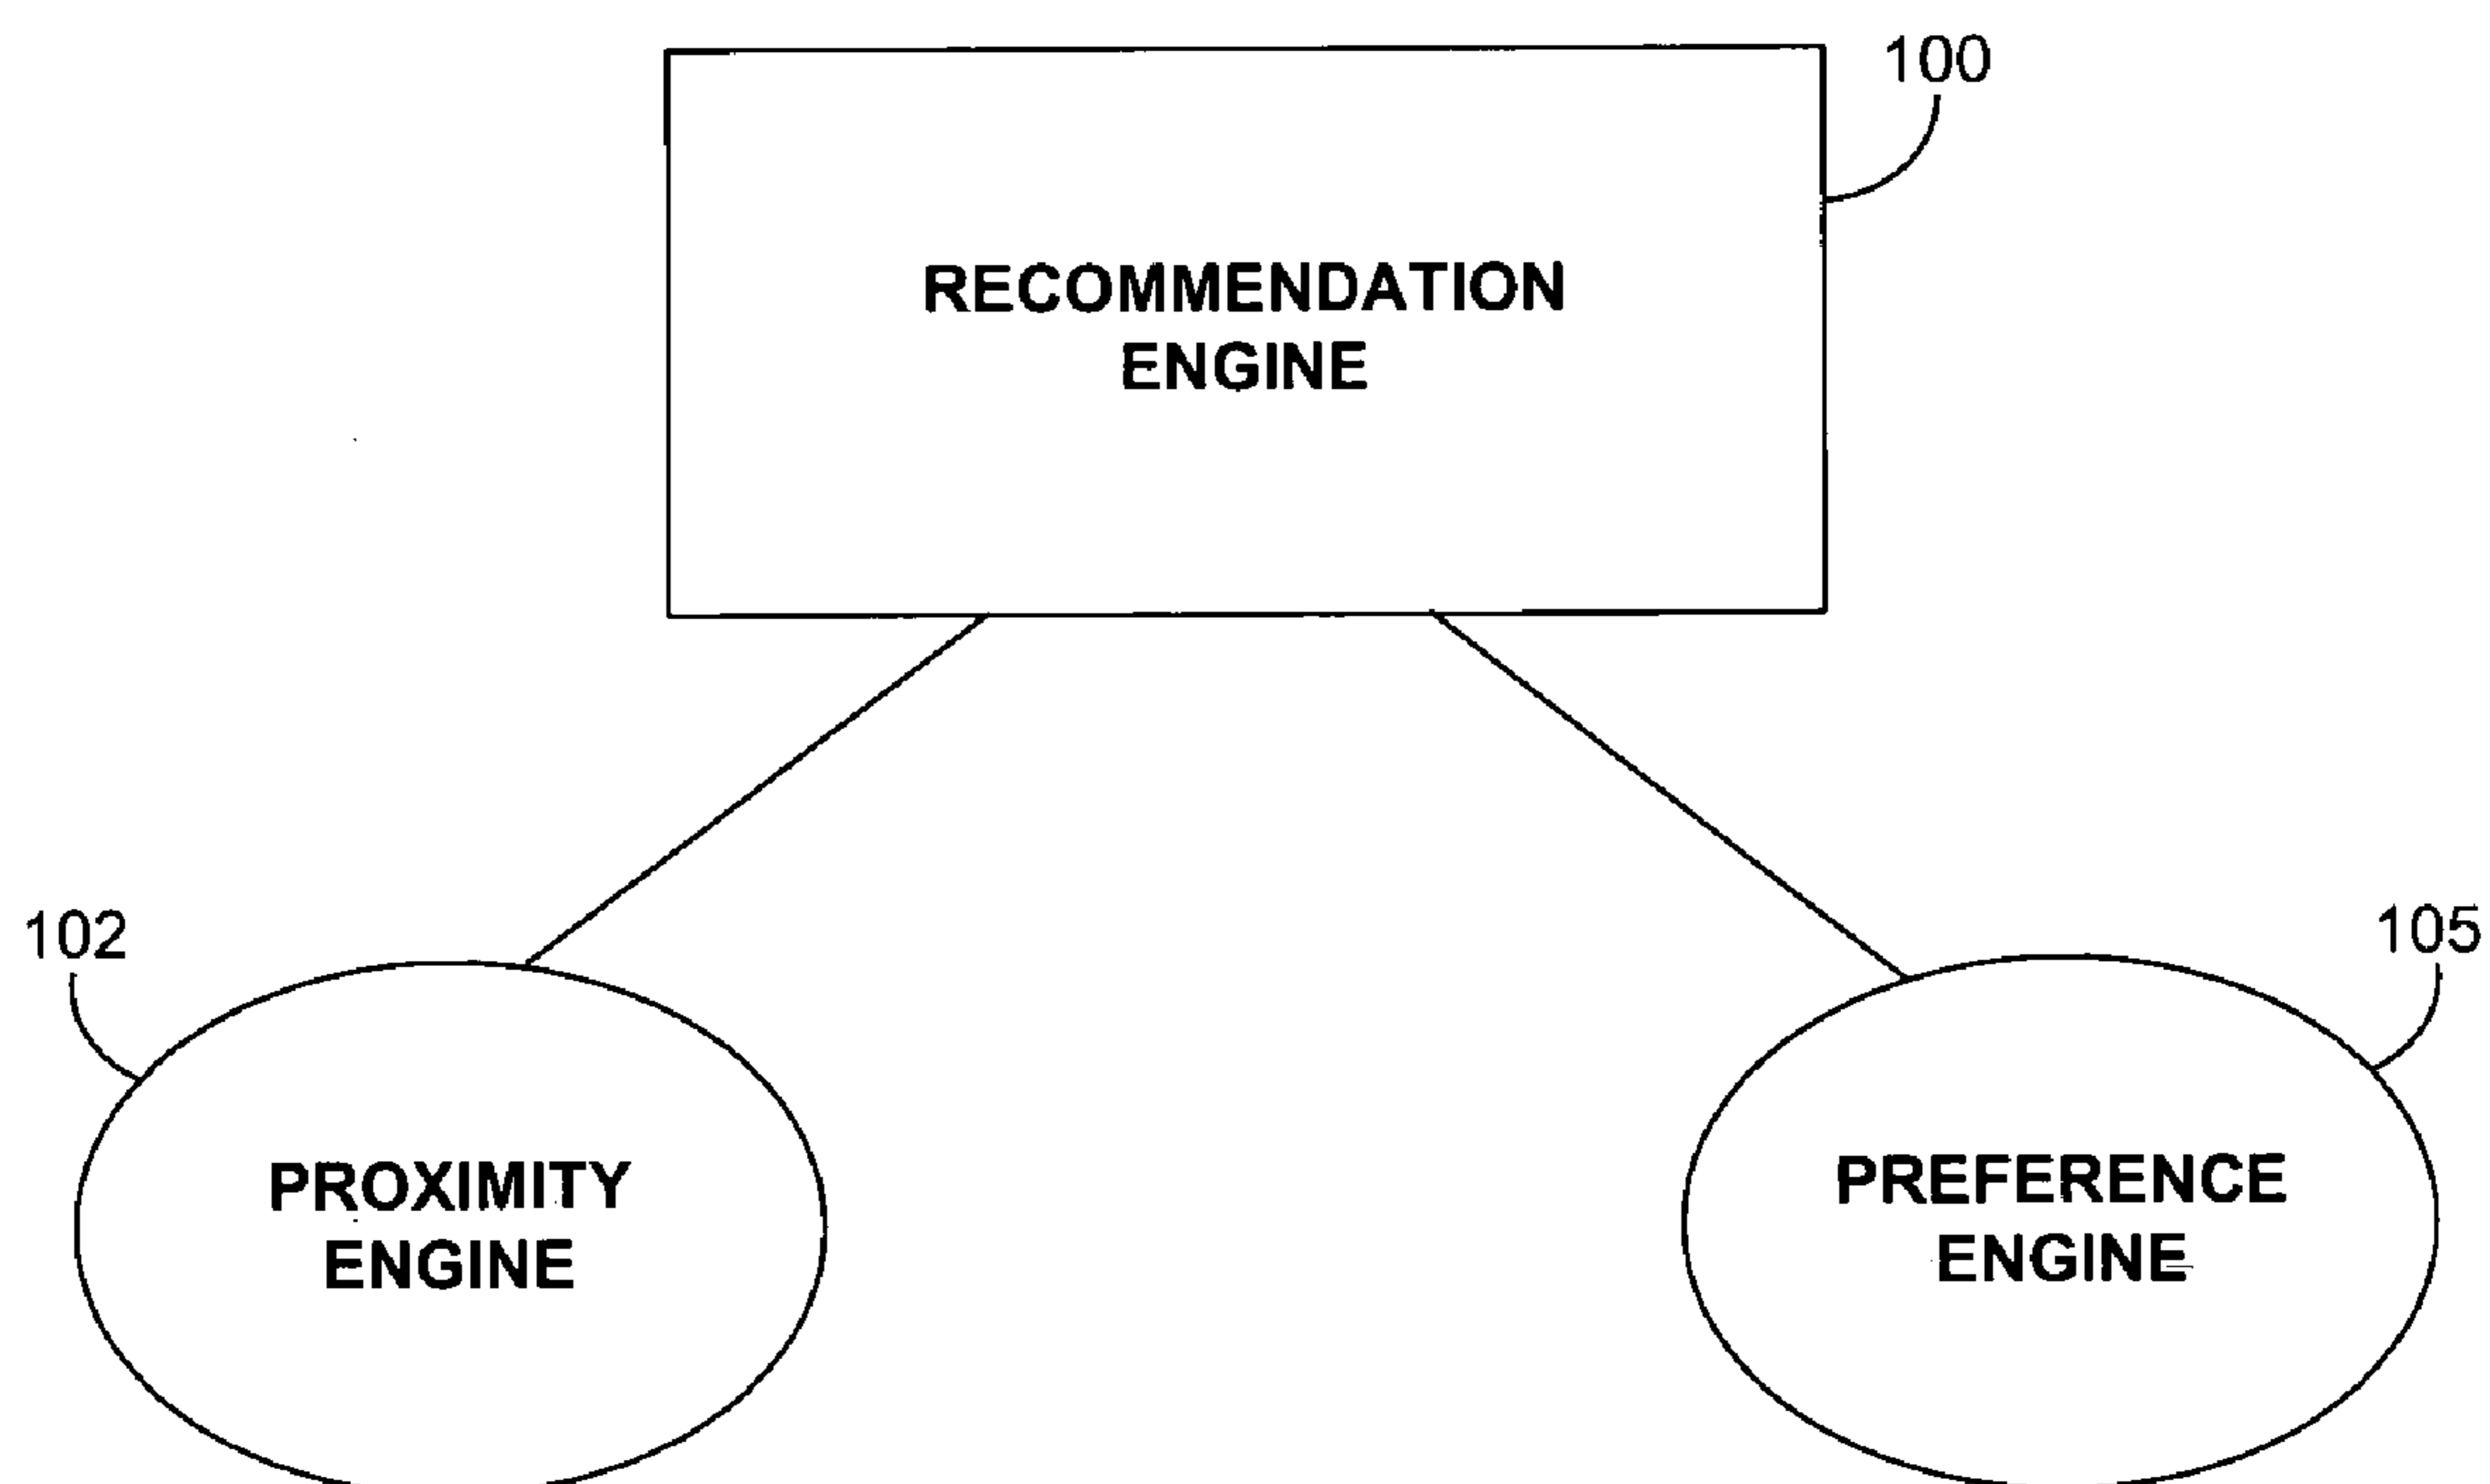 100
RECOMMENDATION
ENGINE
102
105
PROXIMITY
ENGINE
PREFERENCE
ENGINE